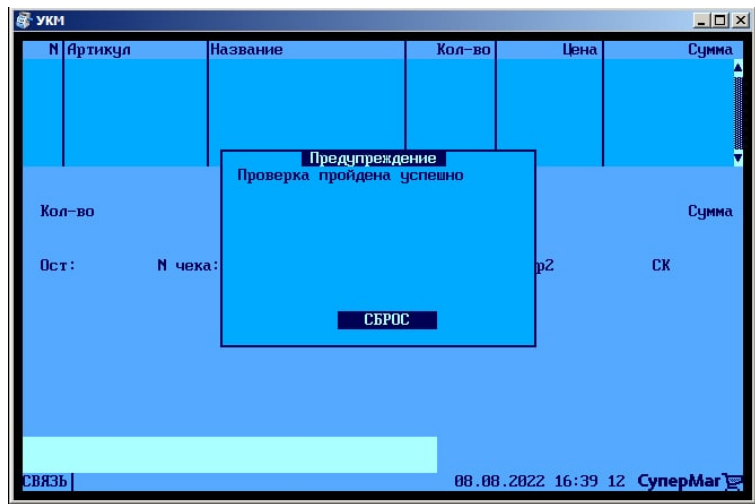 УКМ
N Артикул Название Кол-во Цена Сумма
Предупреждение
Проверка пройдена успешно
Кол-во Сумма
Ост: N чека: р2 СК
СБРОС
СВЯЗЬ 08.08.2022 16:39 12 СуперМаг